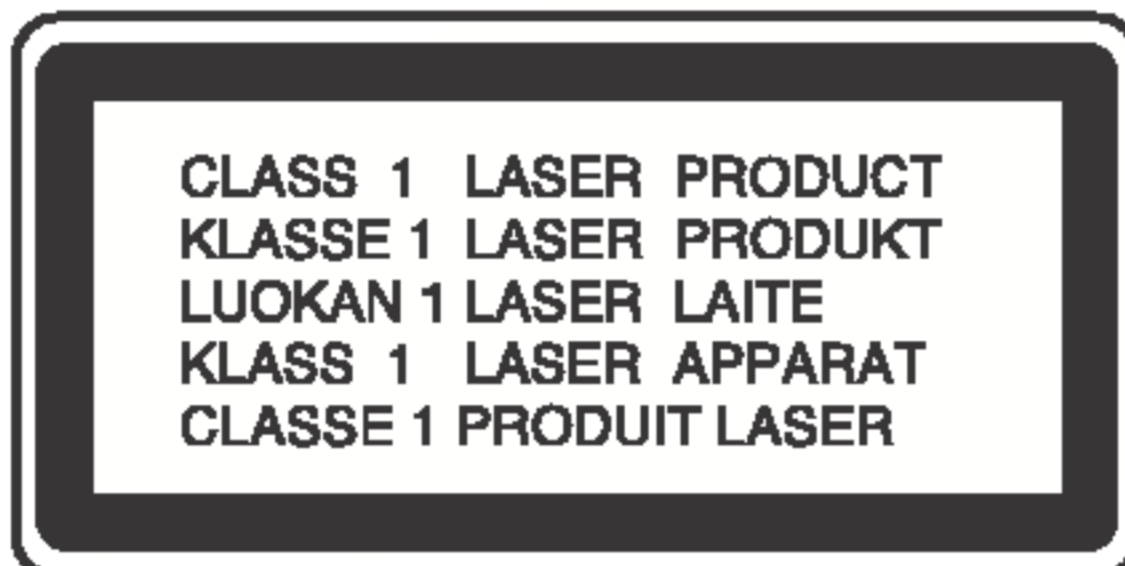 CLASS 1 LASER PRODUCT
KLASSE 1 LASER PRODUKT
LUOKAN 1 LASER LAITE
KLASS 1 LASER APPARAT
CLASSE 1 PRODUIT LASER